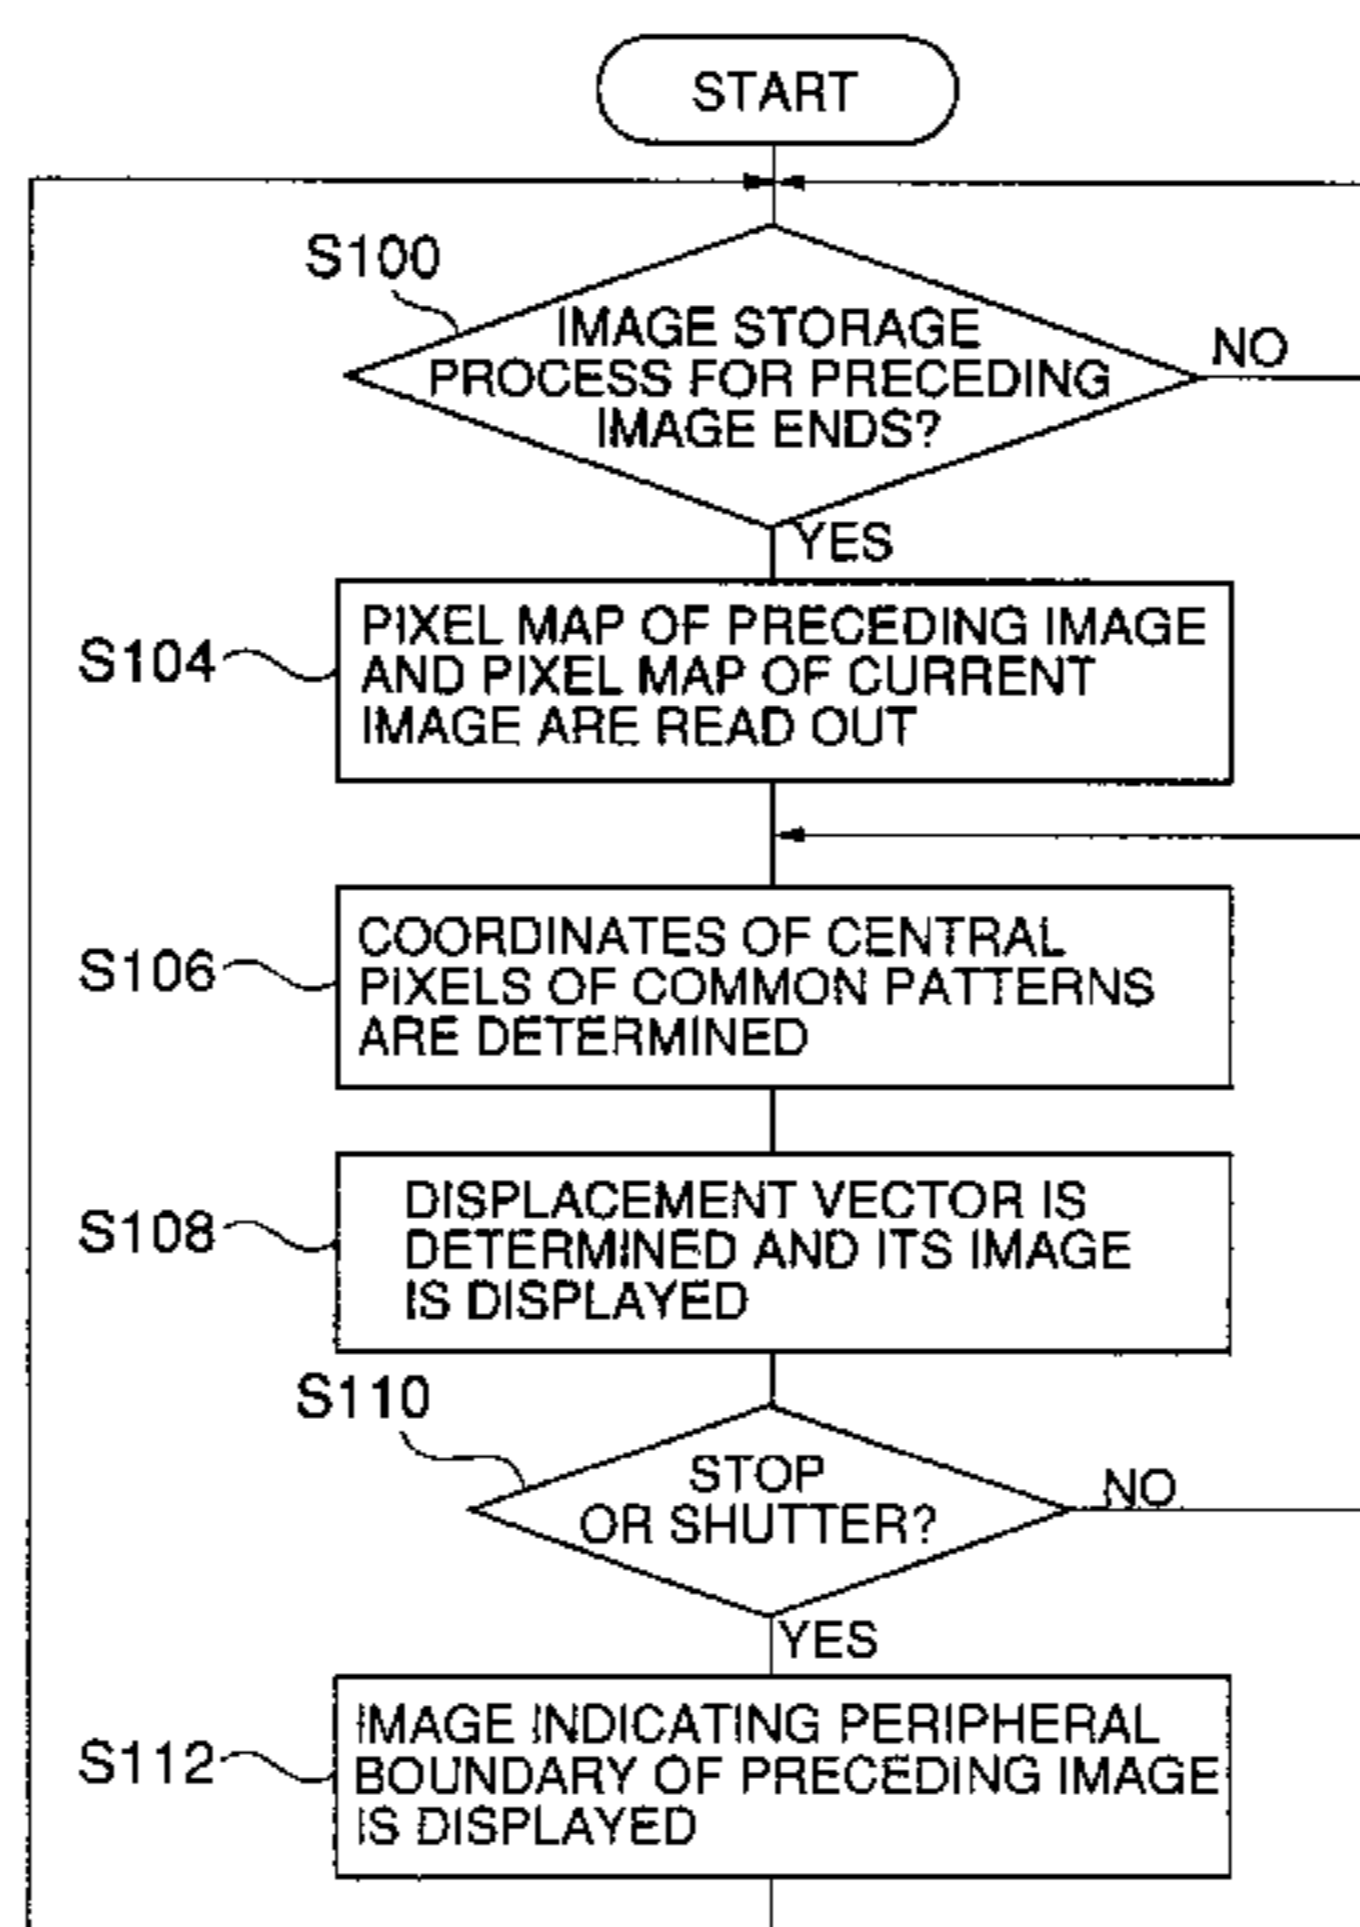 START
S100
IMAGE STORAGE
PROCESS FOR PRECEDING
IMAGE ENDS?
NO
YES
S104
PIXEL MAP OF PRECEDING IMAGE
AND PIXEL MAP OF CURRENT
IMAGE ARE READ OUT
S106
COORDINATES OF CENTRAL
PIXELS OF COMMON PATTERNS
ARE DETERMINED
S108
DISPLACEMENT VECTOR IS
DETERMINED AND ITS IMAGE
IS DISPLAYED
S110
STOP
OR SHUTTER?
NO
YES
S112
IMAGE INDICATING PERIPHERAL
BOUNDARY OF PRECEDING IMAGE
IS DISPLAYED